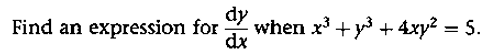 Find an expression for dy/dx when x³ + y³ + 4xy² = 5.